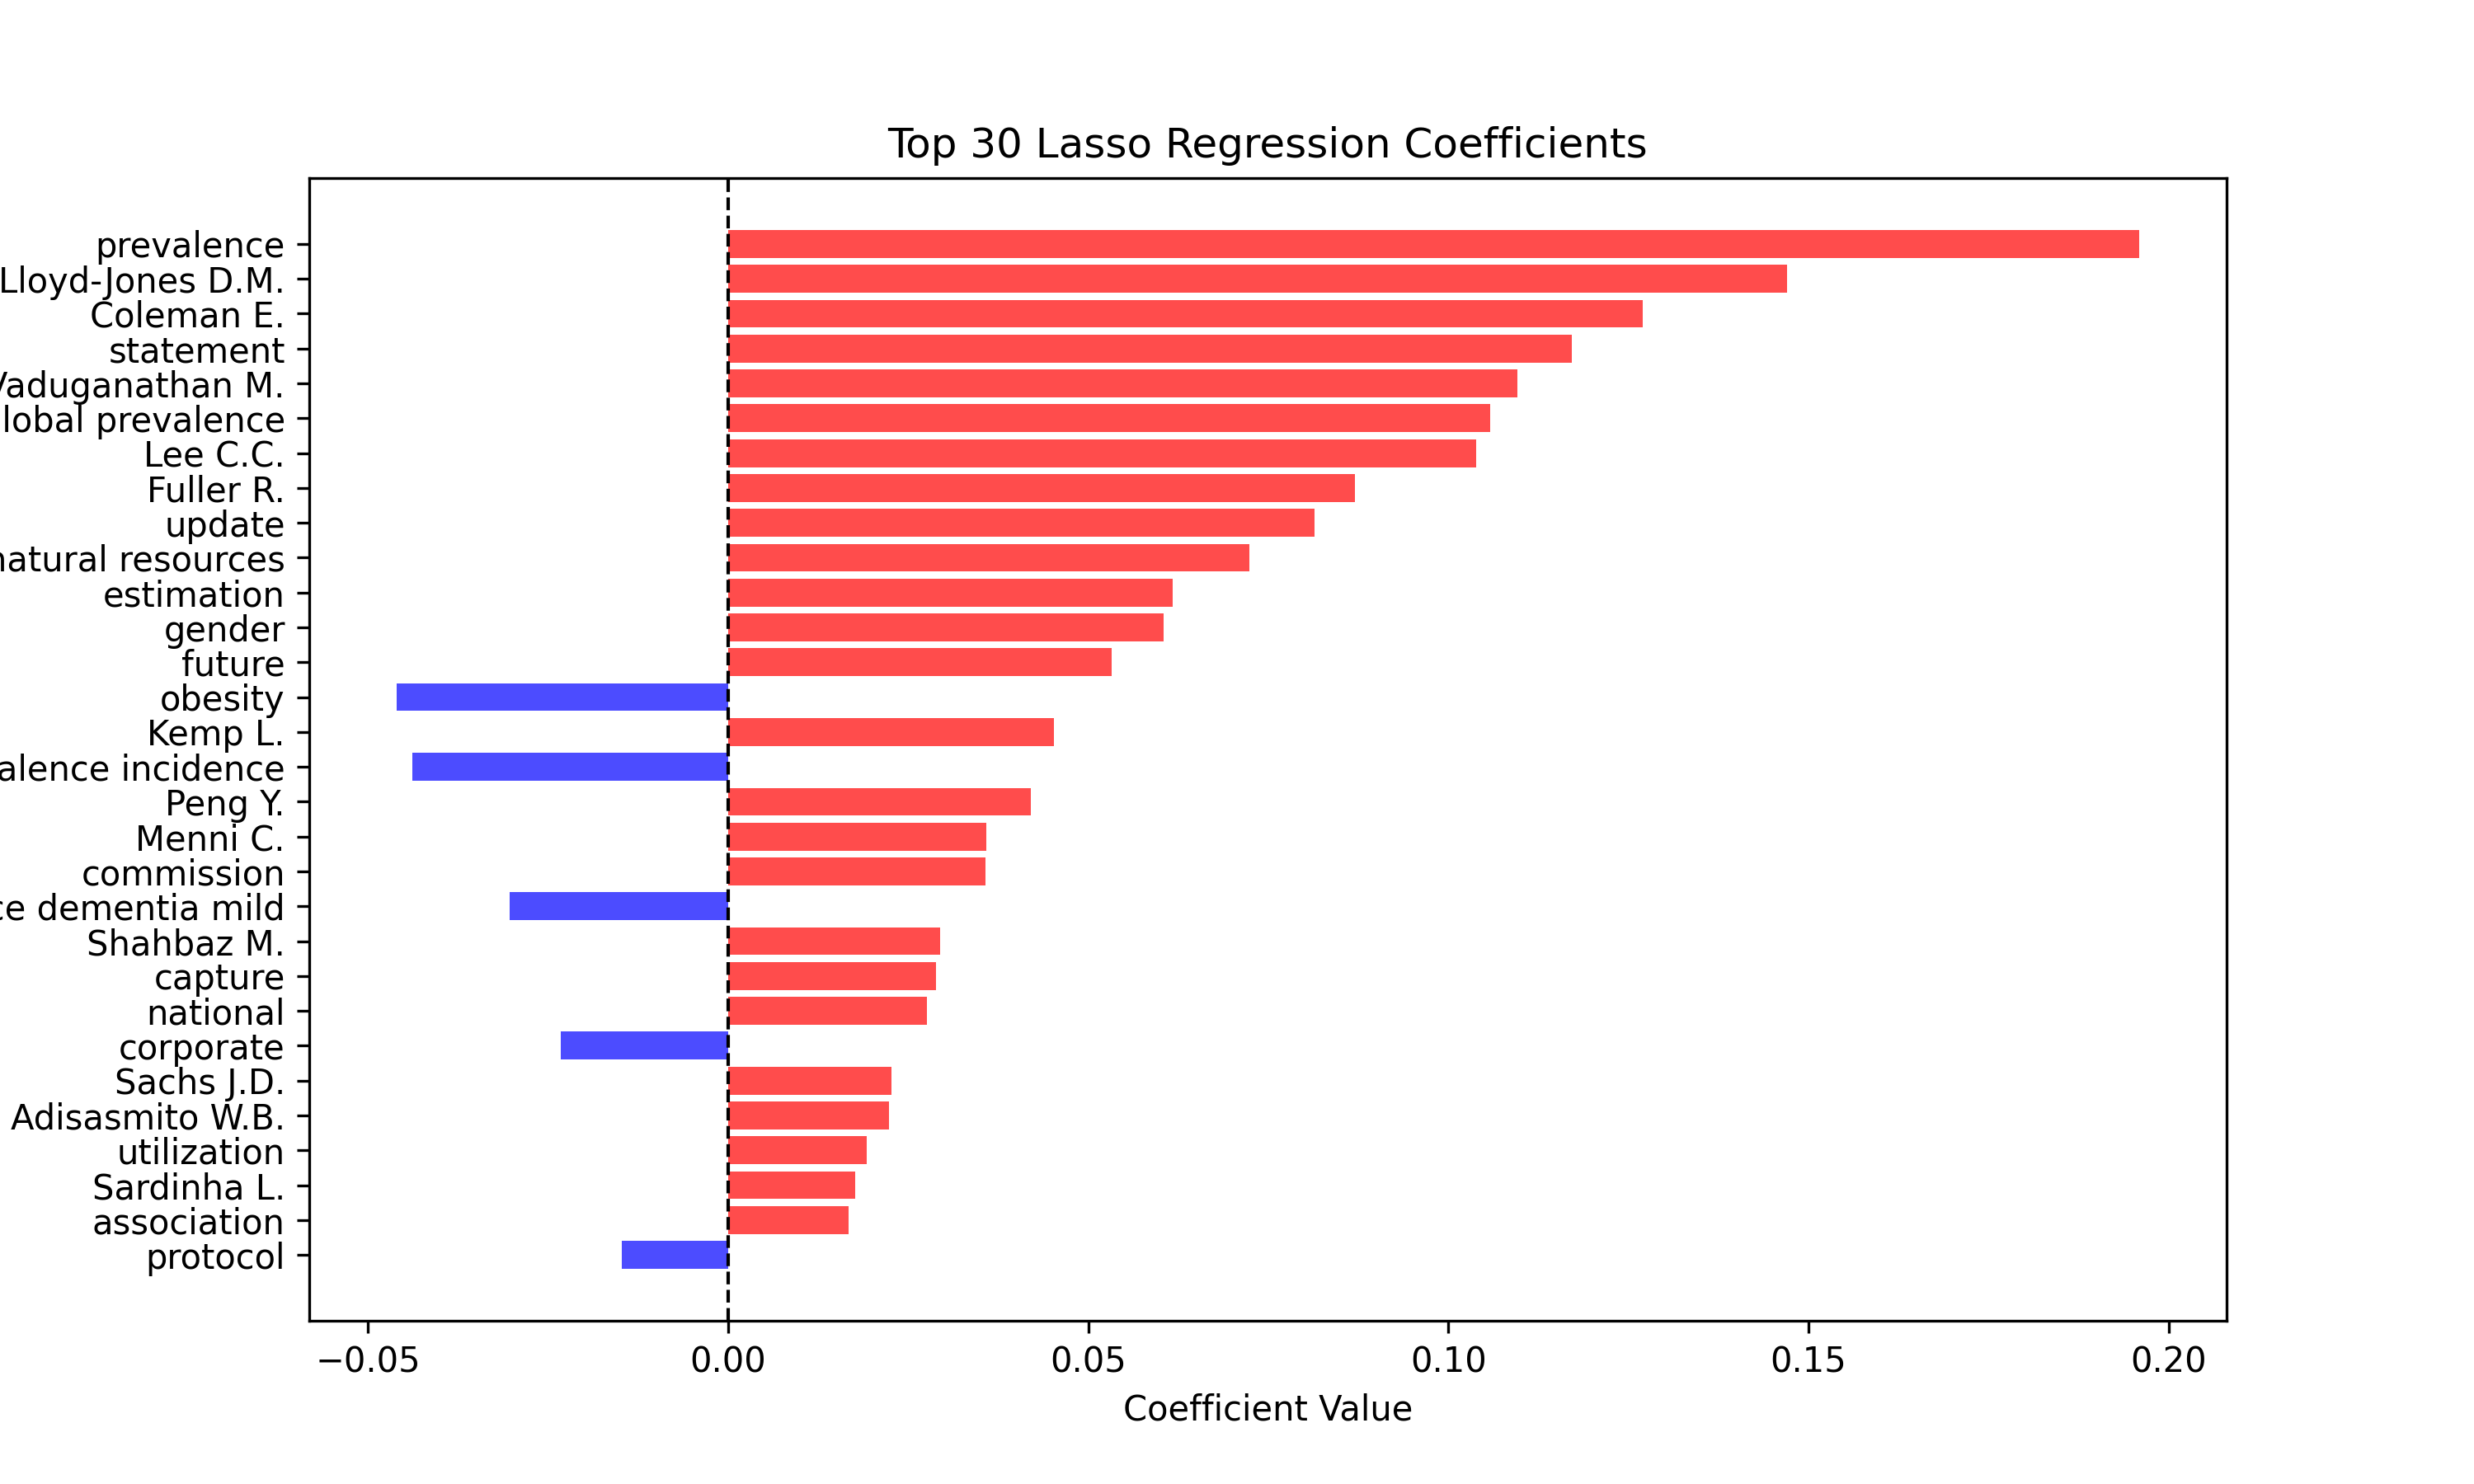 Top 30 Lasso Regression Coefficients
prevalence
Lloyd-Jones D.M.
Coleman E.
statement
Vaduganathan M.
lobal prevalence
Lee C.C.
Fuller R.
update
natural resources
estimation
gender
future
obesity
Kemp L.
alence incidence
Peng Y.
Menni C.
commission
ce dementia mild
Shahbaz M.
capture
national
corporate
Sachs J.D.
Adisasmito W.B.
utilization
Sardinha L.
association
protocol
−0.05 0.00 0.05 0.10 0.15 0.20
Coefficient Value